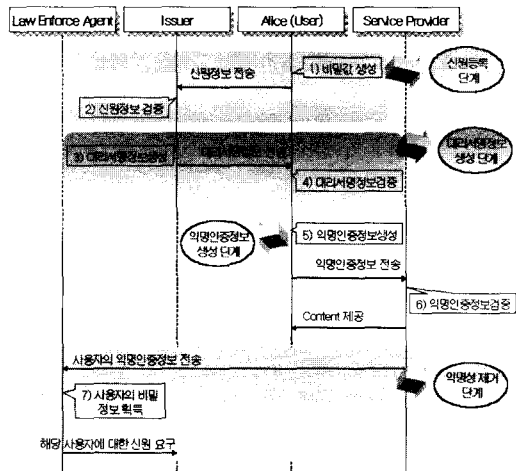 Law Enforce Agent
Issuer
Alice (User)
Service Provider
1) 비밀값 생성
신원정보 전송
신원등록
단계
2) 신원정보 검증
3) 대리서명정보생성
대리서명정보
생성 단계
4) 대리서명정보검증
익명인증정보
생성 단계
5) 익명인증정보생성
익명인증정보 전송
6) 익명인증정보검증
Content 제공
사용자의 익명인증정보 전송
익명성 제거
단계
7) 사용자의 비밀
정보 획득
해당 사용자에 대한 신원 요구